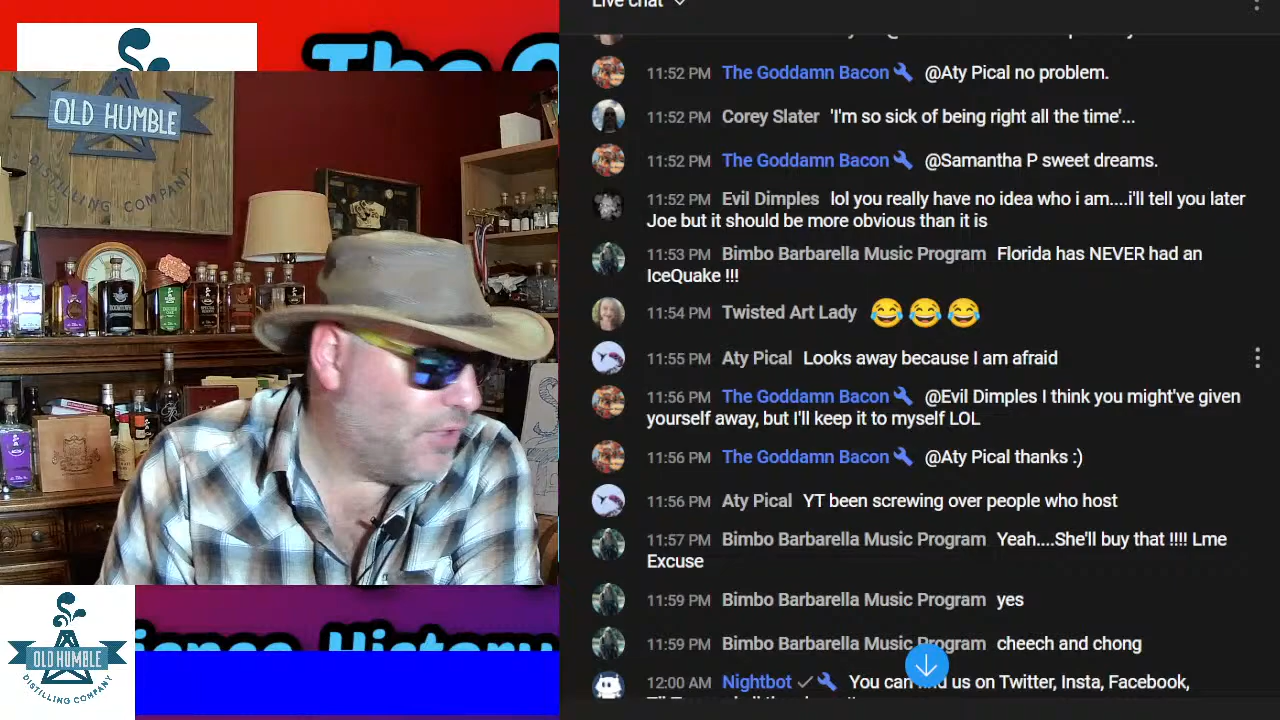 The
OLD HUMBLE
DISTILLING COMPANY
OLD HUMBLE
DISTILLING COMPANY
ience, History
Live chat
11:52 PM The Goddamn Bacon @Aty Pical no problem.
11:52 PM Corey Slater 'I'm so sick of being right all the time'...
11:52 PM The Goddamn Bacon @Samantha P sweet dreams.
11:52 PM Evil Dimples lol you really have no idea who i am....i'll tell you later
Joe but it should be more obvious than it is
11:53 PM Bimbo Barbarella Music Program Florida has NEVER had an
IceQuake !!!
11:54 PM Twisted Art Lady 😂😂😂
11:55 PM Aty Pical Looks away because I am afraid
11:56 PM The Goddamn Bacon @Evil Dimples I think you might've given
yourself away, but I'll keep it to myself LOL
11:56 PM The Goddamn Bacon @Aty Pical thanks :)
11:56 PM Aty Pical YT been screwing over people who host
11:57 PM Bimbo Barbarella Music Program Yeah....She'll buy that !!!! Lme
Excuse
11:59 PM Bimbo Barbarella Music Program yes
11:59 PM Bimbo Barbarella Music Program cheech and chong
12:00 AM Nightbot You can find us on Twitter, Insta, Facebook,